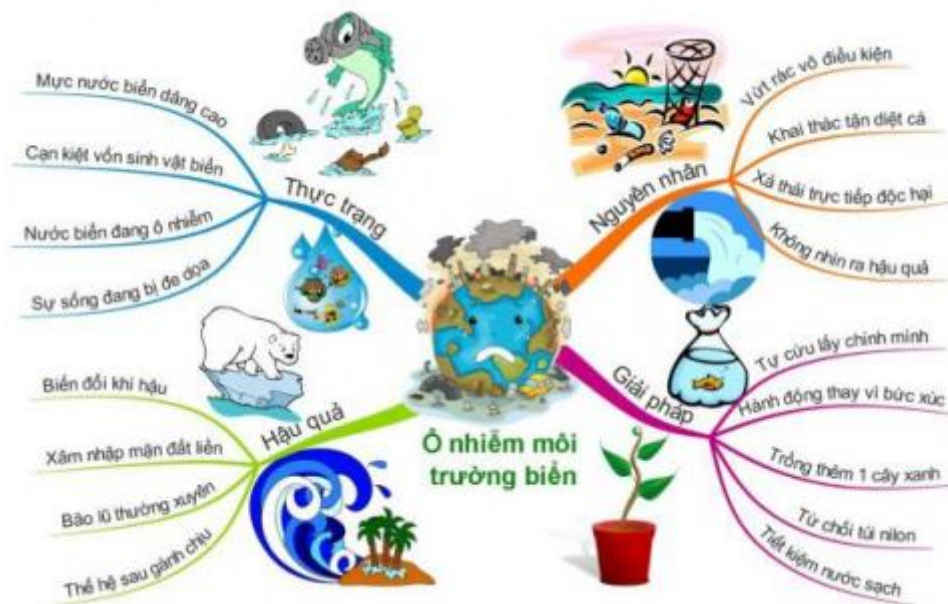 Mực nước biển dâng cao
Cạn kiệt vốn sinh vật biển
Nước biển đang ô nhiễm
Sự sống đang bị đe dọa
Thực trạng
Vứt rác vô điều kiện
Khai thác tận diệt cá
Xả thải trực tiếp độc hại
Không nhìn ra hậu quả
Nguyên nhân
Biến đổi khí hậu
Xâm nhập mặn đất liền
Bão lũ thường xuyên
Thế hệ sau gánh chịu
Hậu quả
Ô nhiễm môi
trường biển
Giải pháp
Tự cứu lấy chính mình
Hành động thay vì bức xúc
Trồng thêm 1 cây xanh
Từ chối túi nilon
Tiết kiệm nước sạch